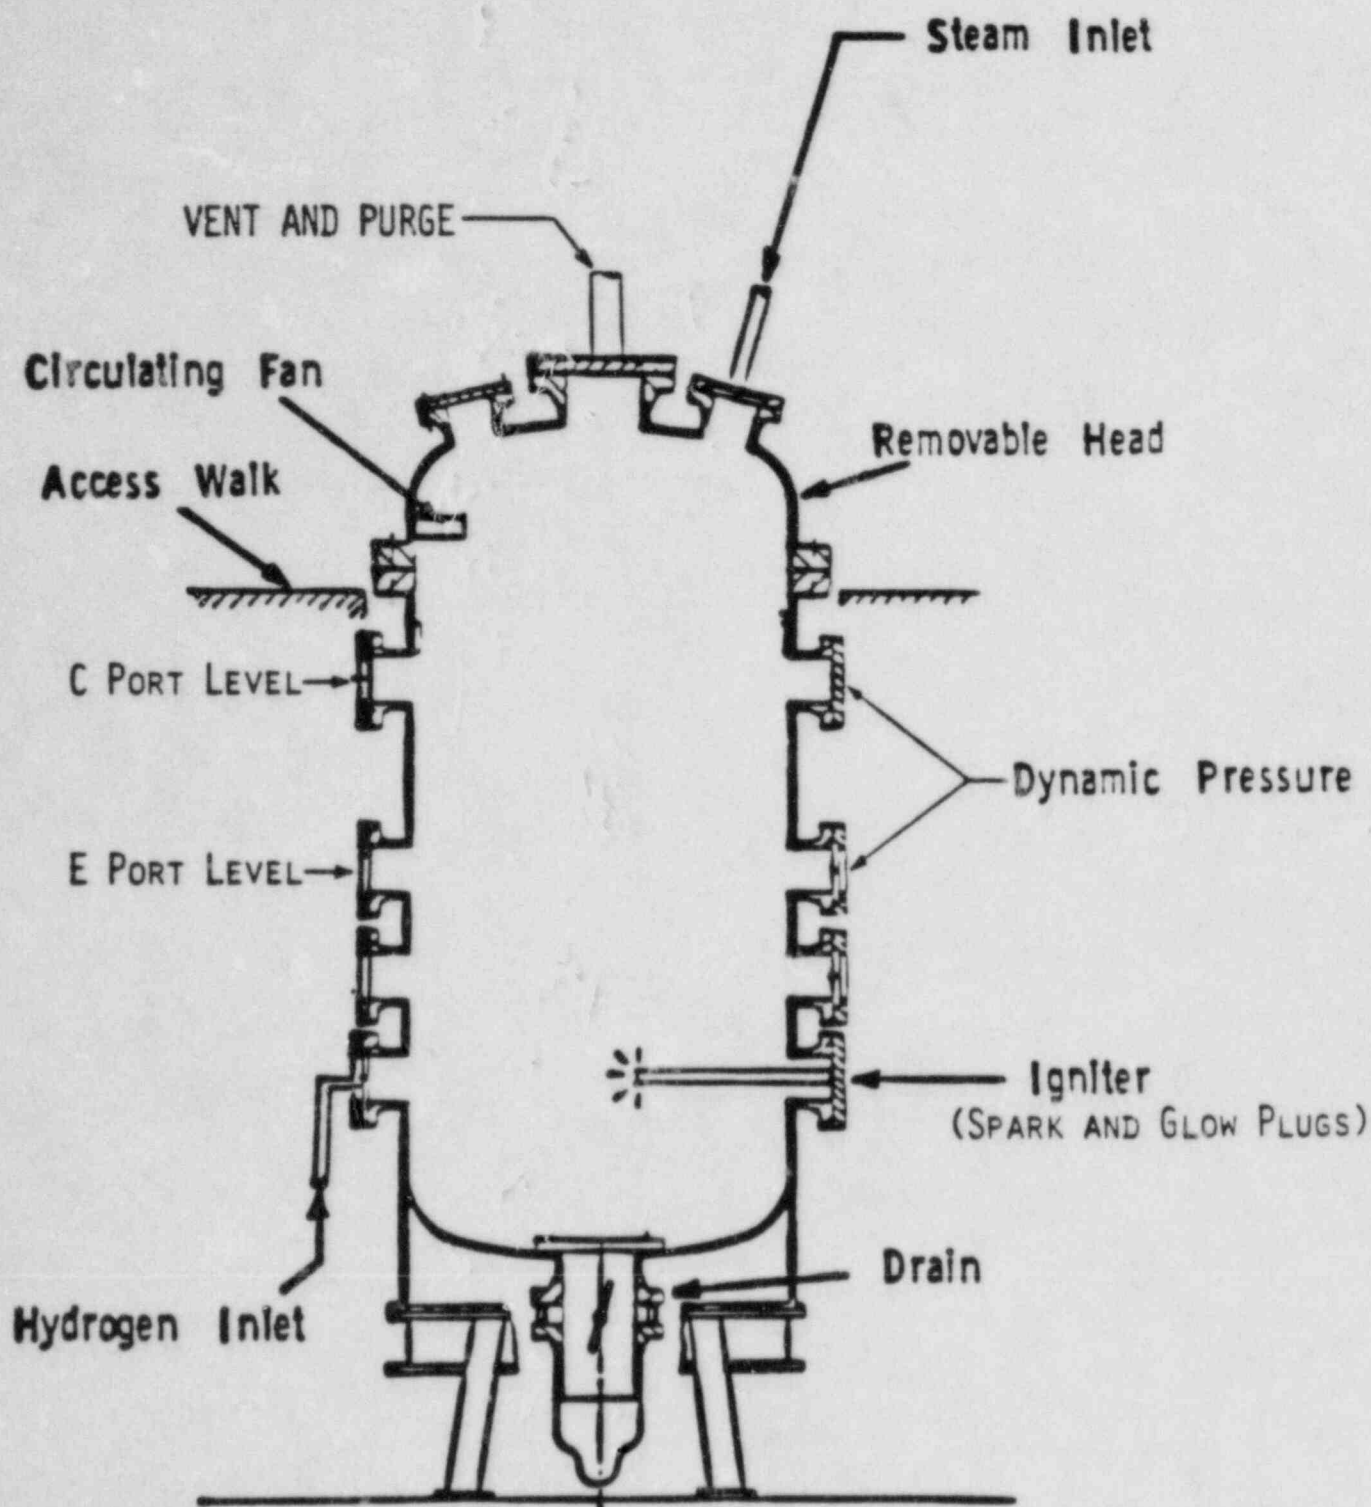 Steam Inlet
VENT AND PURGE
Circulating Fan
Removable Head
Access Walk
C PORT LEVEL
Dynamic Pressure
E PORT LEVEL
Igniter
(SPARK AND GLOW PLUGS)
Drain
Hydrogen Inlet